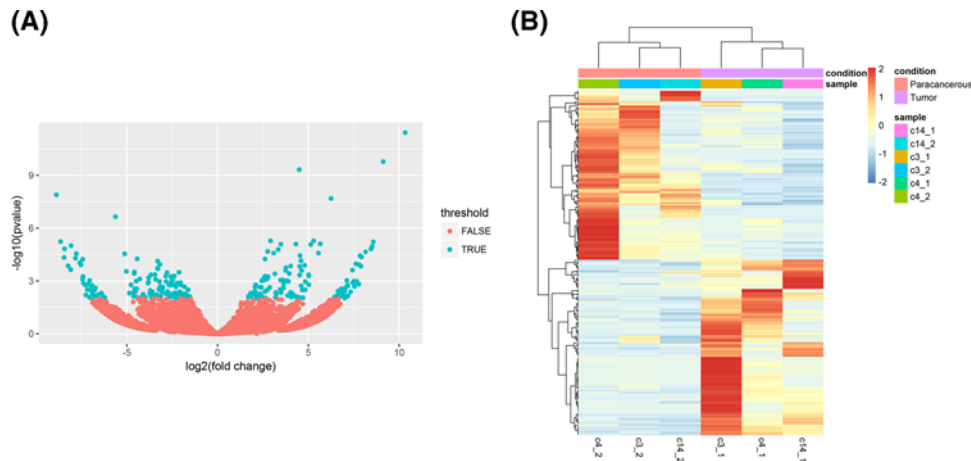 (A)
-log10(pvalue)
9
6
3
0
-5
0
5
10
log2(fold change)
threshold
FALSE
TRUE
(B)
condition
sample
2
1
0
-1
-2
condition
Paracancerous
Tumor
sample
c14_1
c14_2
c3_1
c3_2
c4_1
c4_2
c4_2
c3_2
c14_2
c3_1
c4_1
c14_1